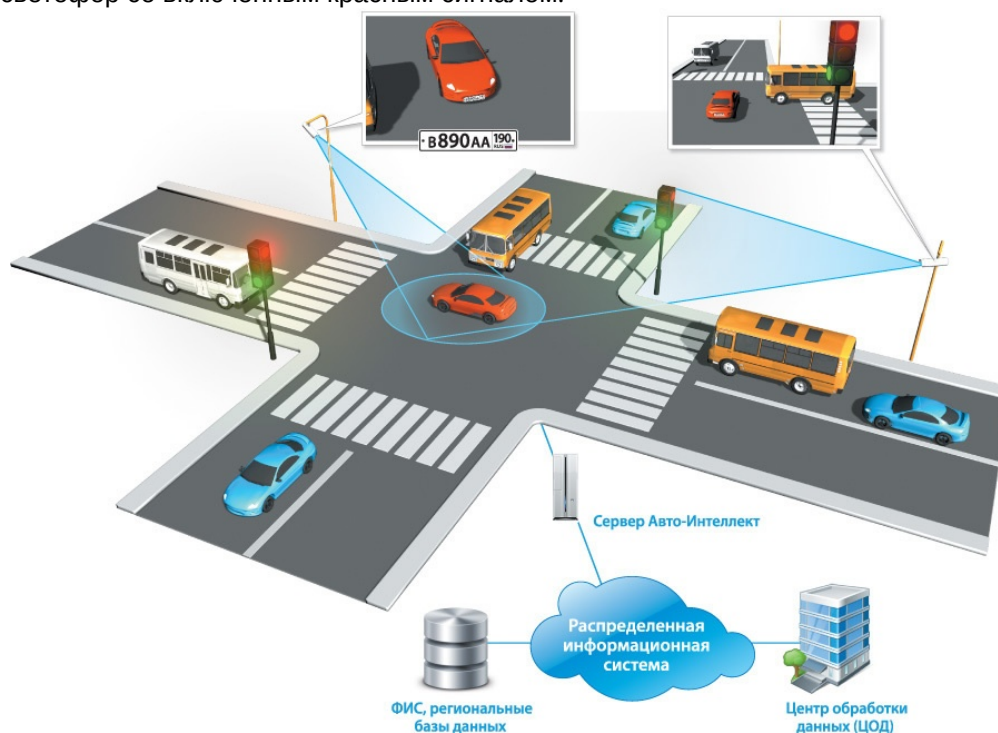 светофор со включенным красным сигналом.
В890АА 190
RUS
Сервер Авто-Интеллект
Распределенная
информационная
система
ФИС, региональные
базы данных
Центр обработки
данных (ЦОД)